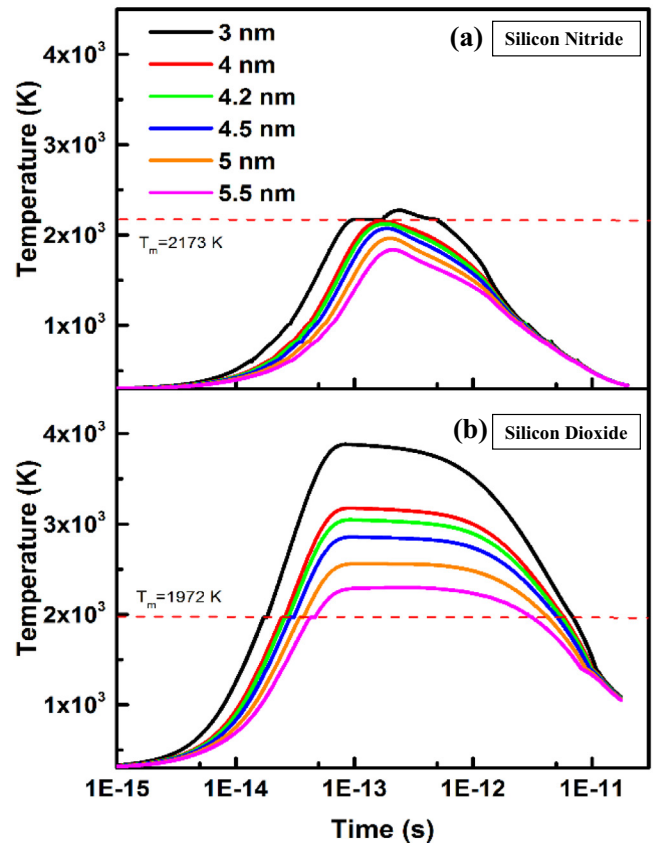 (a) Silicon Nitride
3 nm
4 nm
4.2 nm
4.5 nm
5 nm
5.5 nm
4x10³
3x10³
2x10³
1x10³
Temperature (K)
Tₘ=2173 K
(b) Silicon Dioxide
4x10³
3x10³
2x10³
1x10³
Temperature (K)
Tₘ=1972 K
1E-15 1E-14 1E-13 1E-12 1E-11
Time (s)